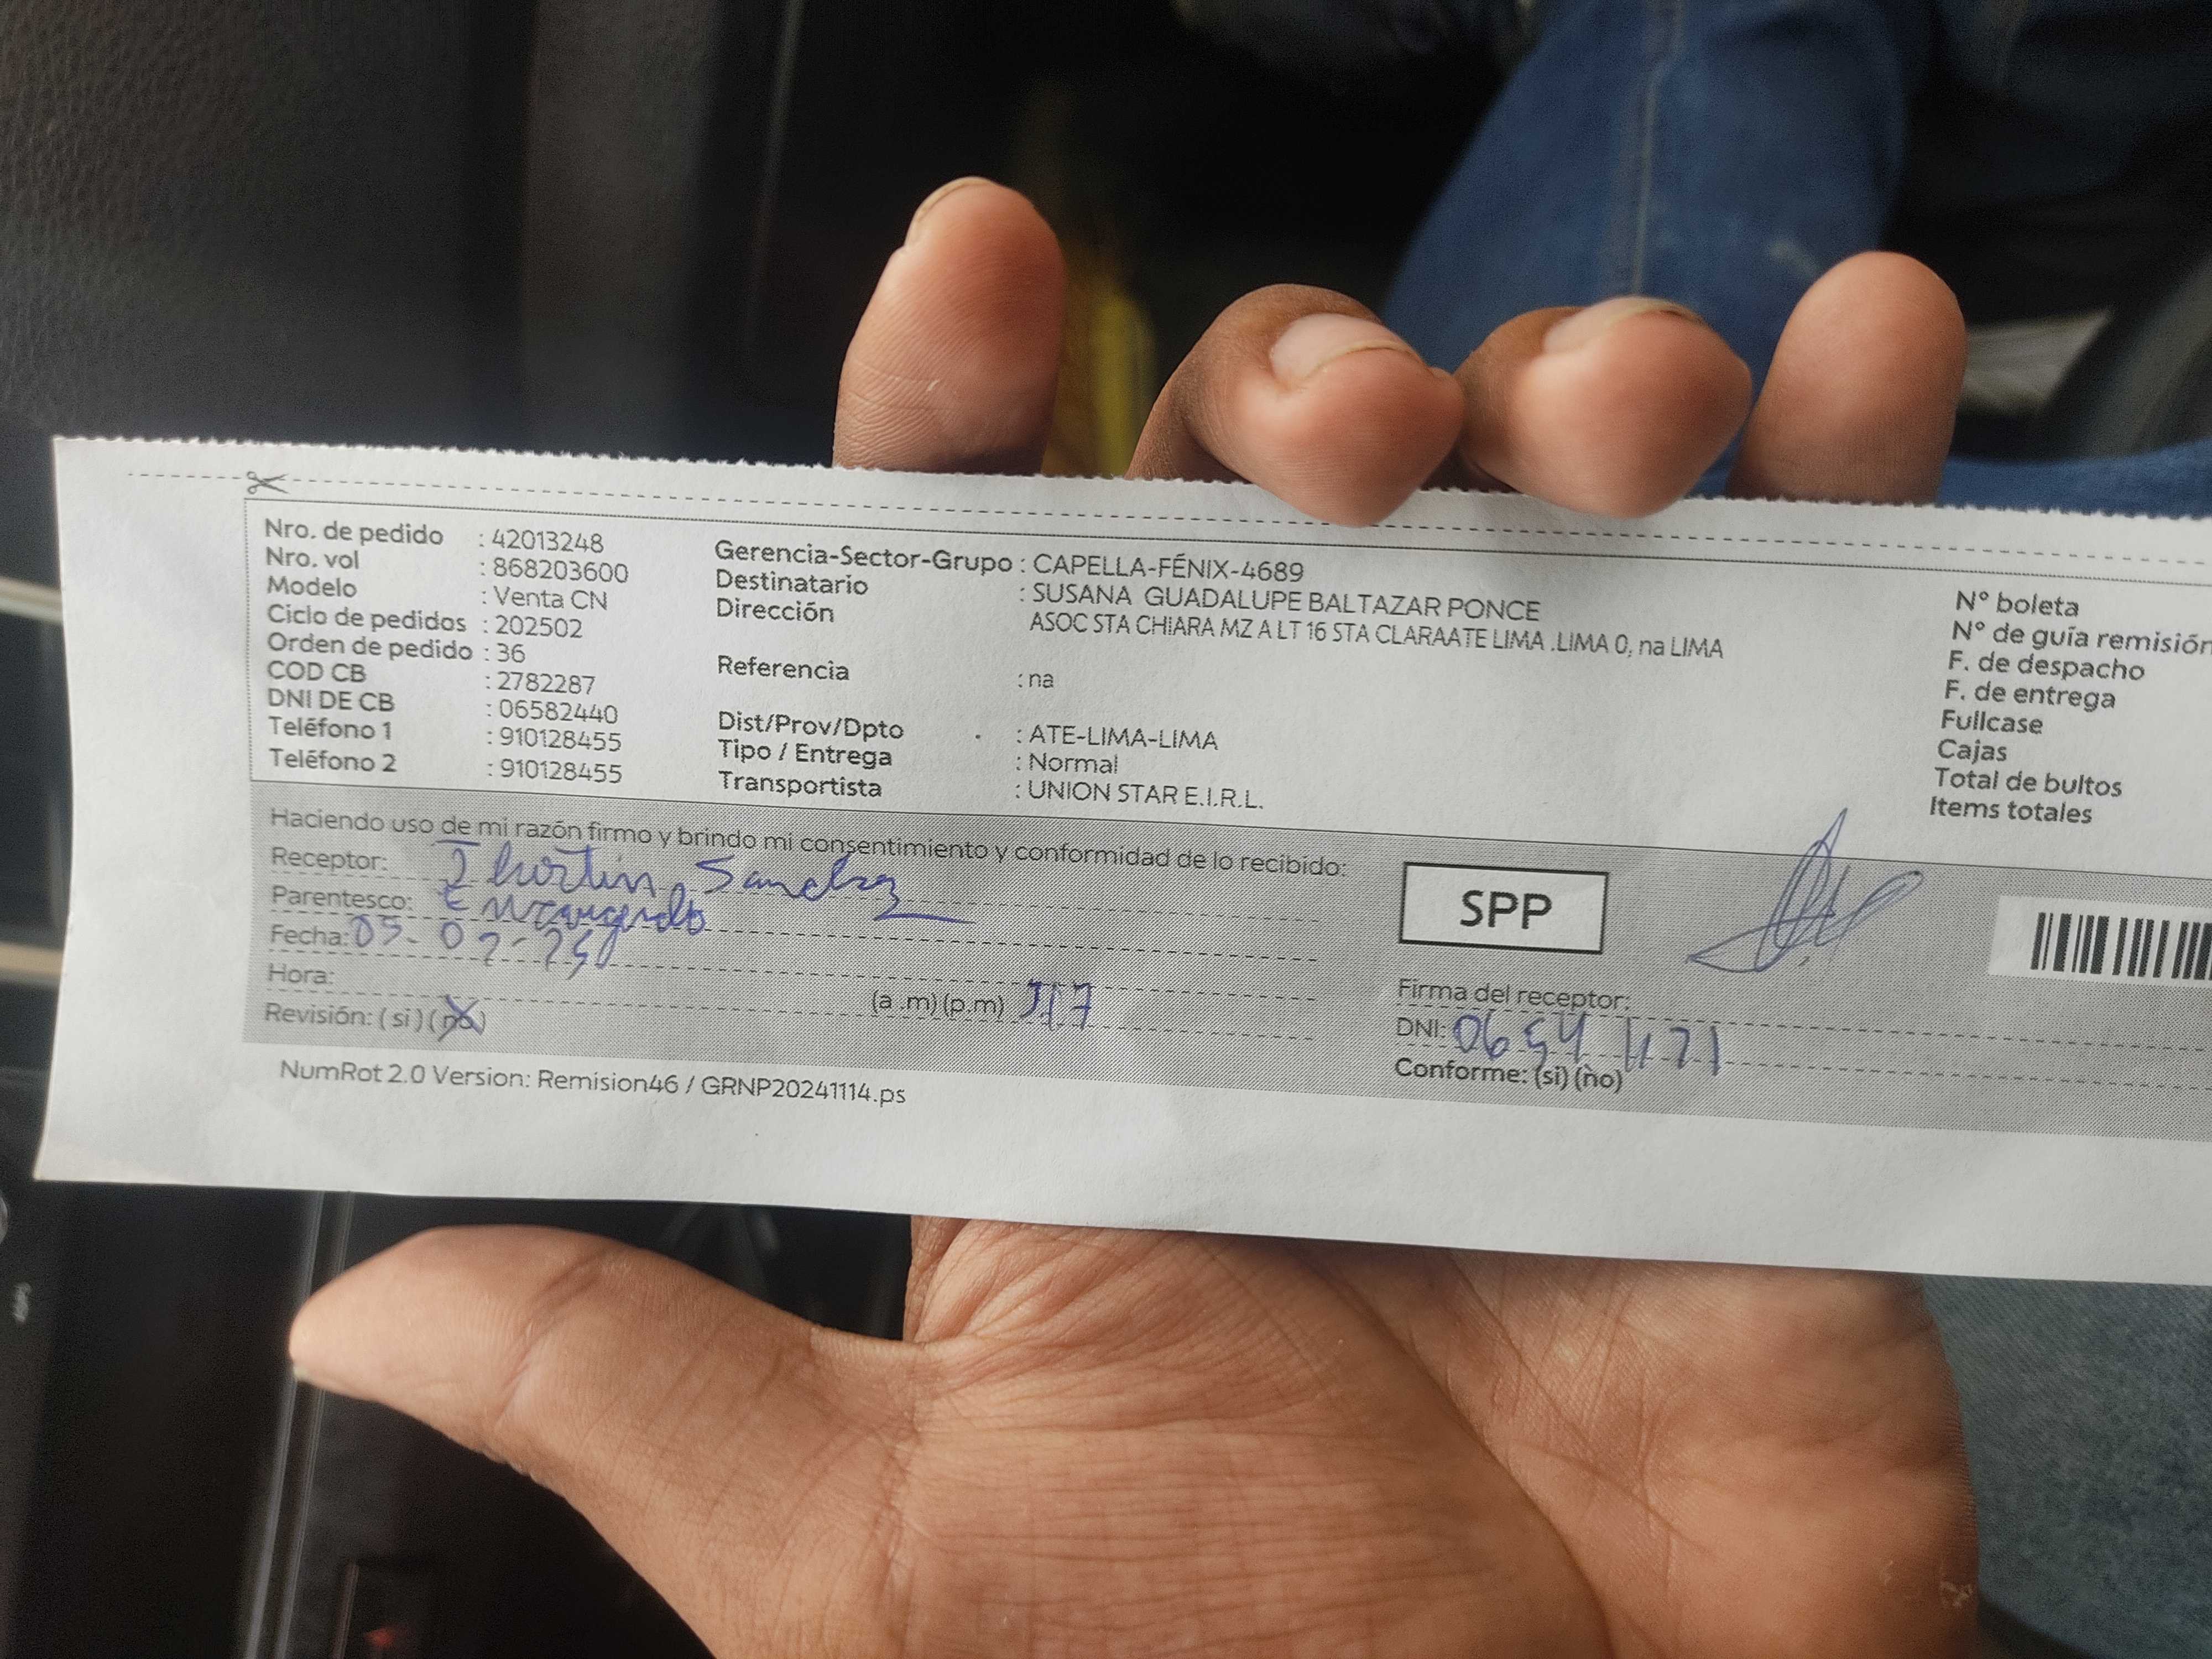 Nro. de pedido : 42013248
Nro. vol : 868203600
Modelo : Venta CN
Ciclo de pedidos : 202502
Orden de pedido : 36
COD CB : 2782287
DNI DE CB : 06582440
Teléfono 1 : 910128455
Teléfono 2 : 910128455
Gerencia-Sector-Grupo : CAPELLA-FÉNIX-4689
Destinatario : SUSANA GUADALUPE BALTAZAR PONCE
Dirección ASOC STA CHIARA MZ A LT 16 STA CLARAATE LIMA .LIMA 0, na LIMA
Referencia : na
Dist/Prov/Dpto : ATE-LIMA-LIMA
Tipo / Entrega : Normal
Transportista : UNION STAR E.I.R.L.
N° boleta
N° de guía remisión
F. de despacho
F. de entrega
Fullcase
Cajas
Total de bultos
Items totales
Haciendo uso de mi razón firmo y brindo mi consentimiento y conformidad de lo recibido:
Receptor: Sanchez
Parentesco: Encargado
Fecha: 05-02-25
Hora: (a .m) (p.m)
Revisión: ( si ) ( no )
SPP
Firma del receptor:
DNI:
Conforme: (si) (no)
NumRot 2.0 Version: Remision46 / GRNP20241114.ps